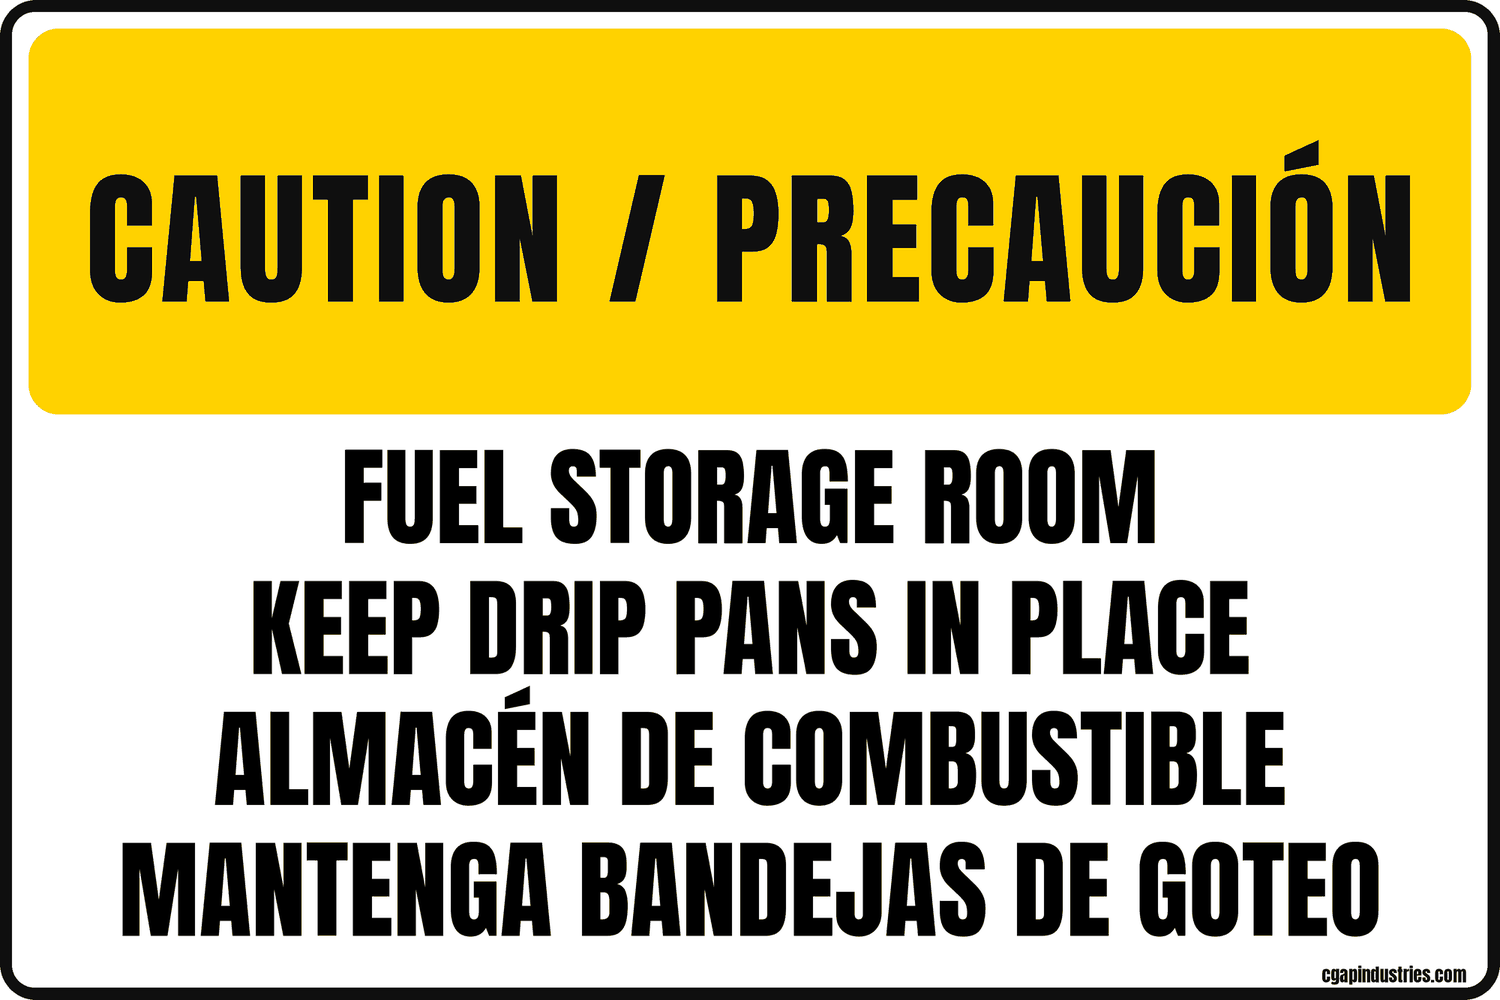 CAUTION / PRECAUCIÓN
FUEL STORAGE ROOM
KEEP DRIP PANS IN PLACE
ALMACÉN DE COMBUSTIBLE
MANTENGA BANDEJAS DE GOTEO
cgapindustries.com